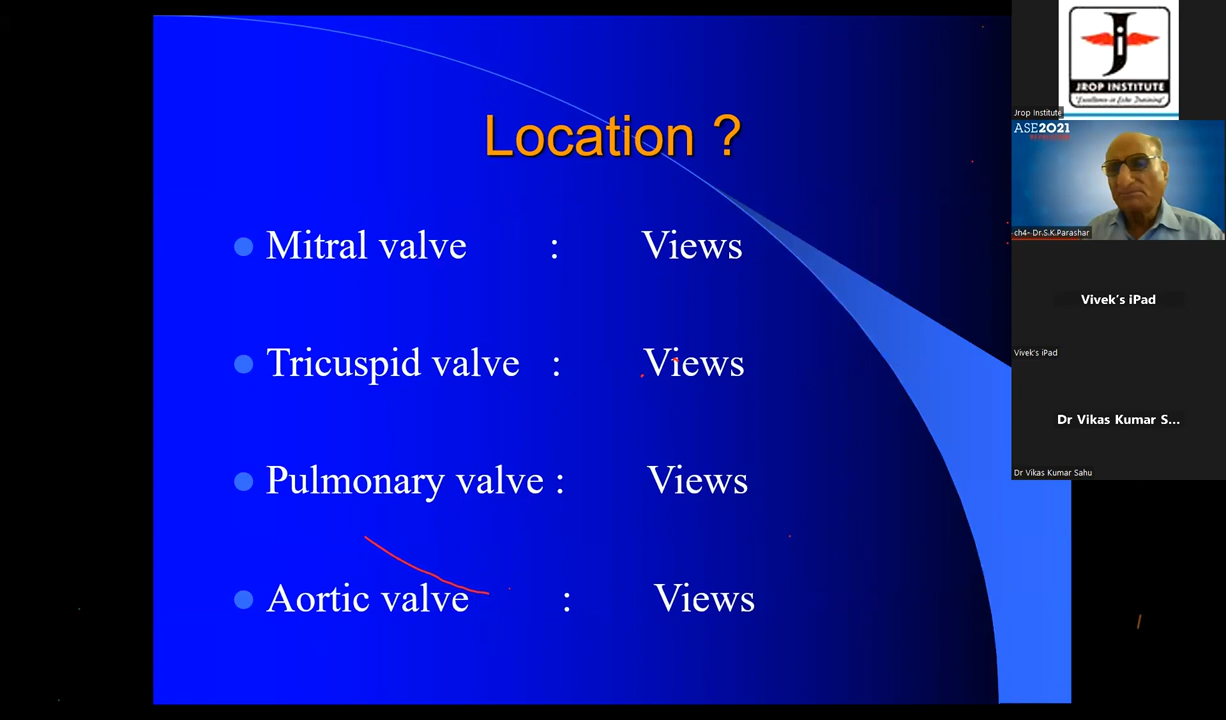 Location ?
Mitral valve : Views
Tricuspid valve : Views
Pulmonary valve : Views
Aortic valve : Views
J
i
JROP INSTITUTE
"Excellence in Echo Training"
Jrop Institute
ASE2021
ch4- Dr.S.K.Parashar
Vivek's iPad
Vivek's iPad
Dr Vikas Kumar S...
Dr Vikas Kumar Sahu